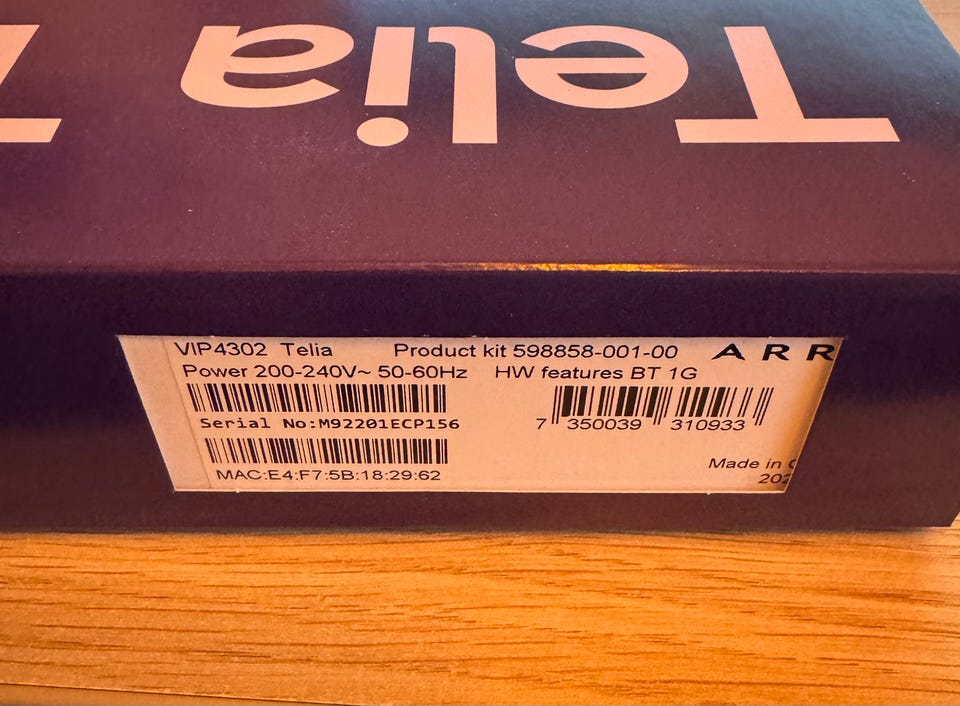 Telia
VIP4302 Telia Product kit 598858-001-00 ARR
Power 200-240V~ 50-60Hz HW features BT 1G
Serial No:M92201ECP156
7 350039 310933
MAC:E4:F7:5B:18:29:62
Made in